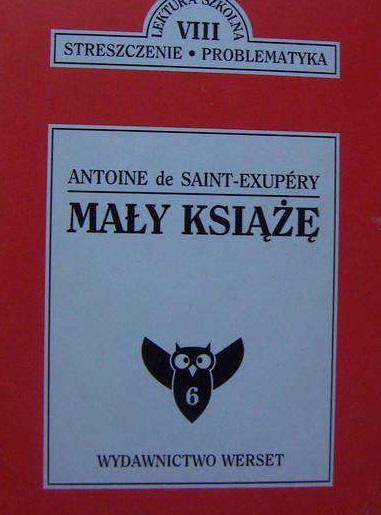 LEKTURA SZKOLNA
VIII
STRESZCZENIE • PROBLEMATYKA
ANTOINE de SAINT-EXUPÉRY
MAŁY KSIĄŻĘ
6
WYDAWNICTWO WERSET